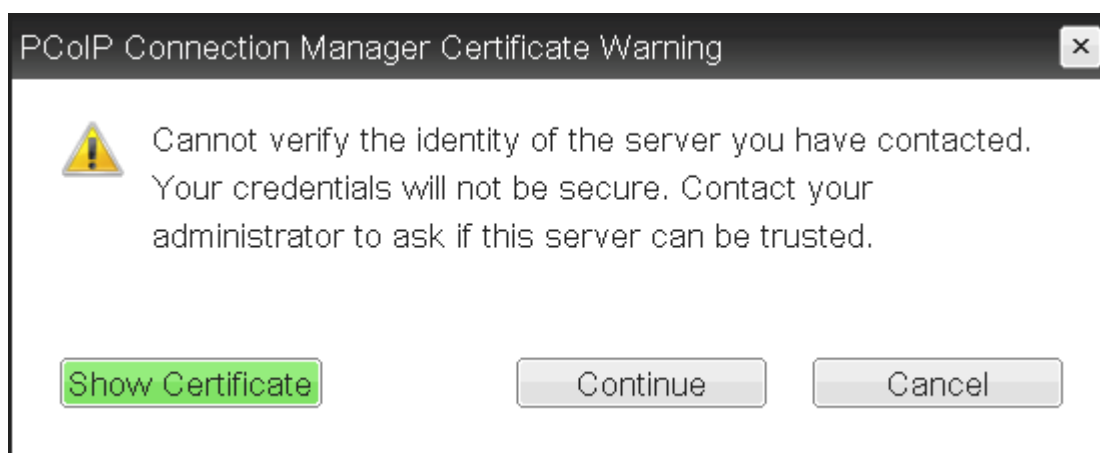 PCoIP Connection Manager Certificate Warning
Cannot verify the identity of the server you have contacted.
Your credentials will not be secure. Contact your
administrator to ask if this server can be trusted.
Show Certificate
Continue
Cancel